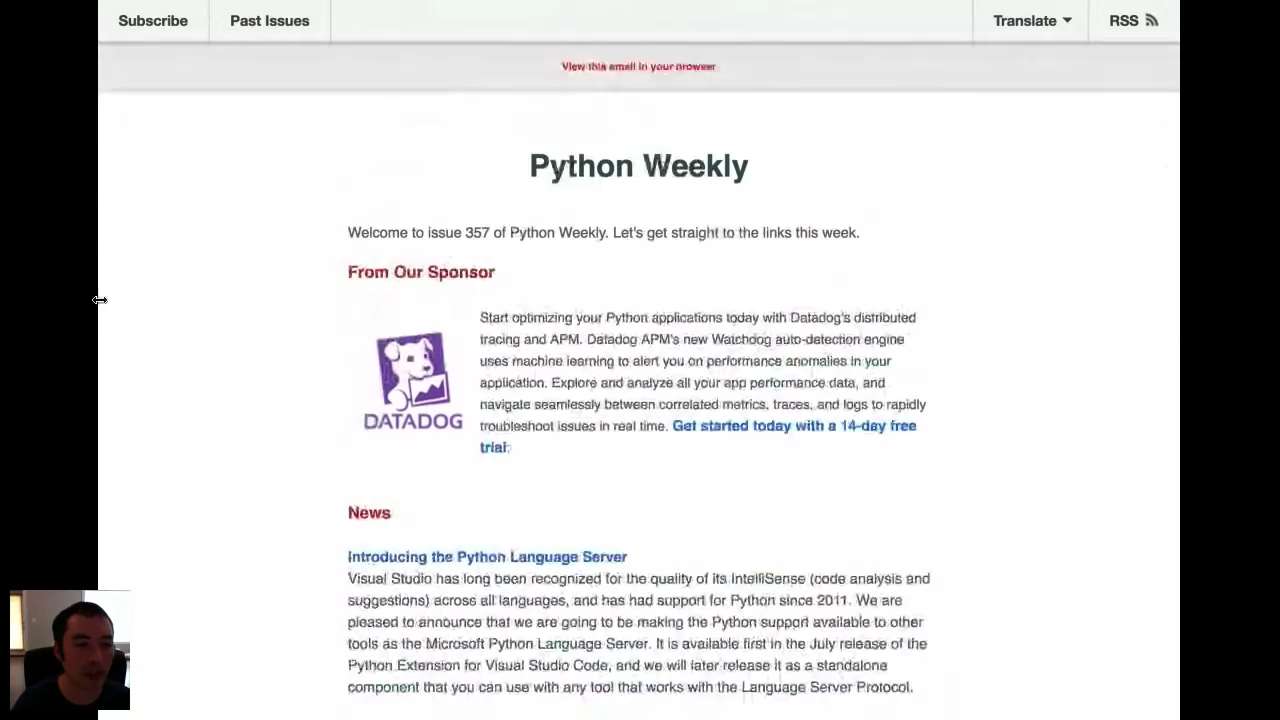 Subscribe
Past Issues
Translate
RSS
View this email in your browser
Python Weekly
Welcome to issue 357 of Python Weekly. Let's get straight to the links this week.
From Our Sponsor
DATADOG
Start optimizing your Python applications today with Datadog's distributed
tracing and APM. Datadog APM's new Watchdog auto-detection engine
uses machine learning to alert you on performance anomalies in your
application. Explore and analyze all your app performance data, and
navigate seamlessly between correlated metrics, traces, and logs to rapidly
troubleshoot issues in real time. Get started today with a 14-day free
trial.
News
Introducing the Python Language Server
Visual Studio has long been recognized for the quality of its IntelliSense (code analysis and
suggestions) across all languages, and has had support for Python since 2011. We are
pleased to announce that we are going to be making the Python support available to other
tools as the Microsoft Python Language Server. It is available first in the July release of the
Python Extension for Visual Studio Code, and we will later release it as a standalone
component that you can use with any tool that works with the Language Server Protocol.